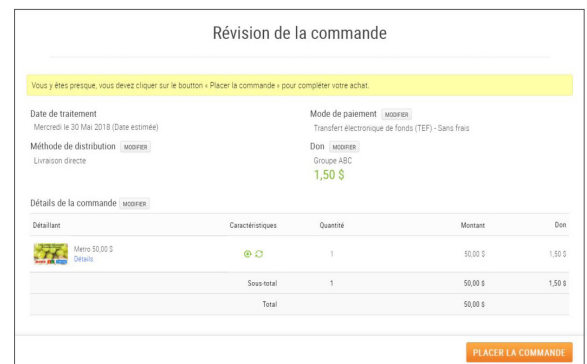 Révision de la commande
Vous y êtes presque, vous devez cliquer sur le boutton « Placer la commande » pour compléter votre achat.
Date de traitement
Mercredi le 30 Mai 2018 (Date estimée)
Mode de paiement MODIFIER
Transfert électronique de fonds (TEF) - Sans frais
Méthode de distribution MODIFIER
Livraison directe
Don MODIFIER
Groupe ABC
1,50 $
Détails de la commande MODIFIER
Détaillant Caractéristiques Quantité Montant Don
Metro 50,00 $ 1 50,00 $ 1,50 $
Détails
Sous-total 1 50,00 $ 1,50 $
Total 50,00 $
PLACER LA COMMANDE